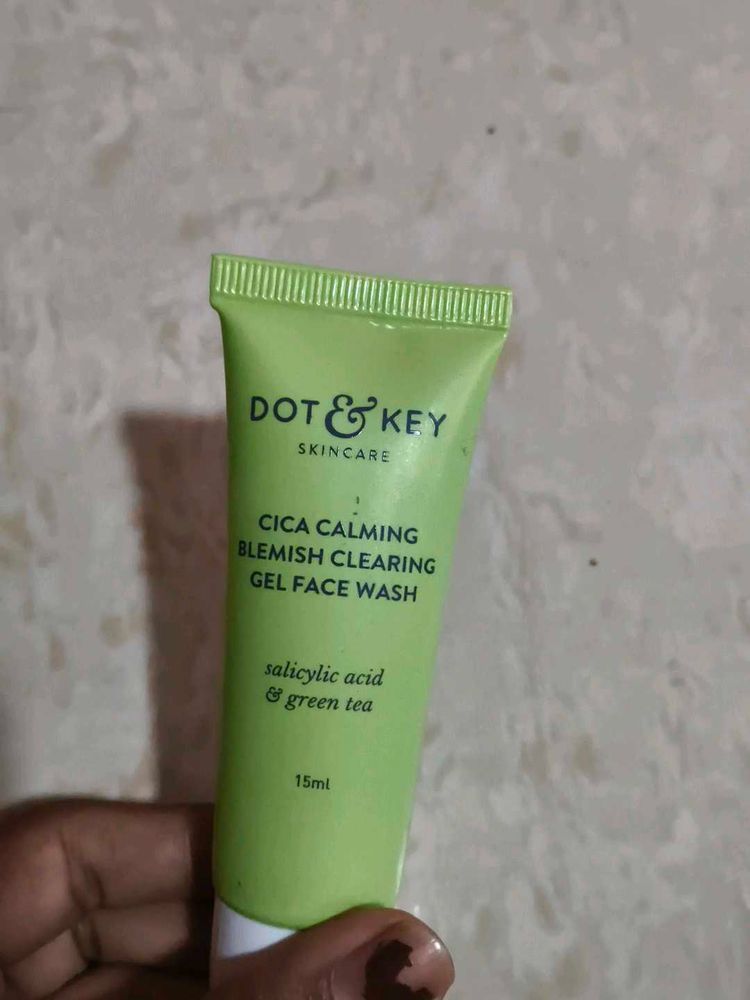 DOT & KEY
SKINCARE
CICA CALMING
BLEMISH CLEARING
GEL FACE WASH
salicylic acid
& green tea
15ml